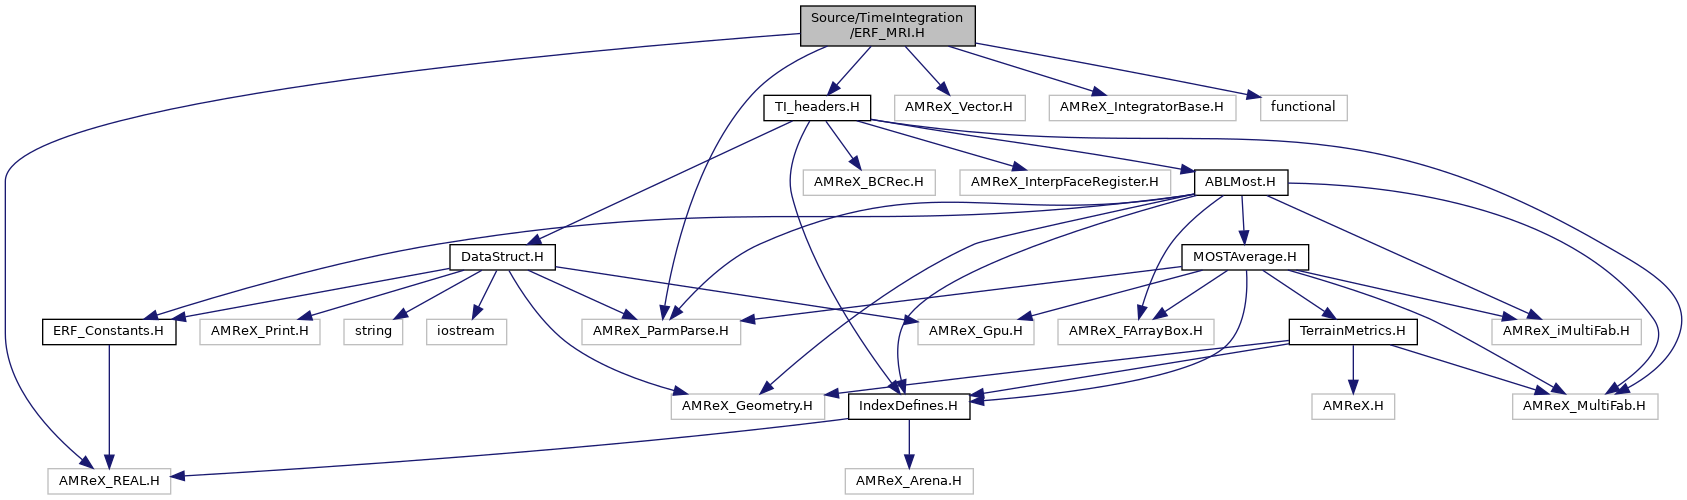 Source/TimeIntegration
/ERF_MRI.H
TI_headers.H
AMReX_Vector.H
AMReX_IntegratorBase.H
functional
AMReX_BCRec.H
AMReX_InterpFaceRegister.H
ABLMost.H
DataStruct.H
MOSTAverage.H
ERF_Constants.H
AMReX_Print.H
string
iostream
AMReX_ParmParse.H
AMReX_Gpu.H
AMReX_FArrayBox.H
TerrainMetrics.H
AMReX_iMultiFab.H
AMReX_Geometry.H
IndexDefines.H
AMReX.H
AMReX_MultiFab.H
AMReX_REAL.H
AMReX_Arena.H